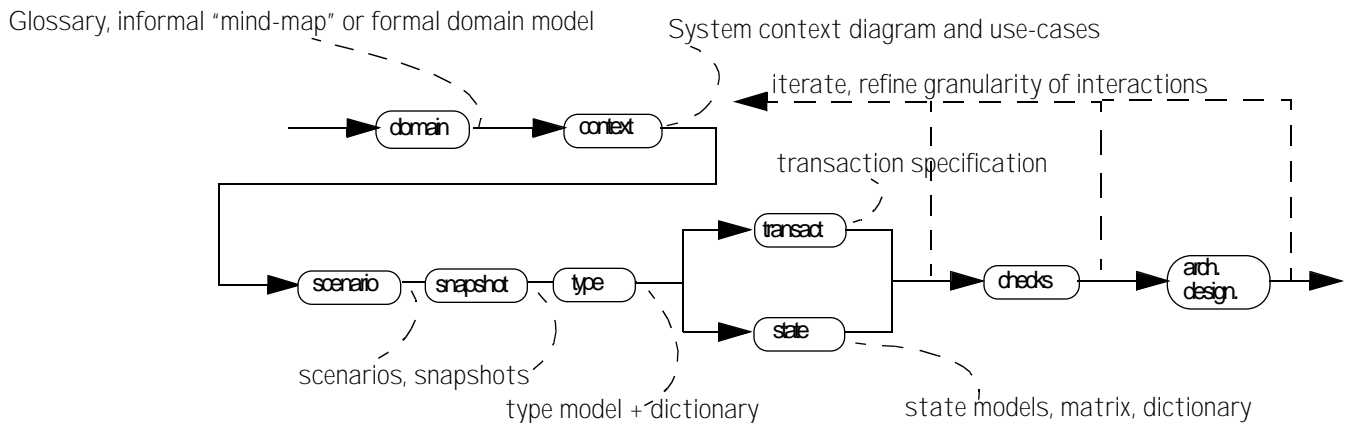 Glossary, informal “mind-map” or formal domain model
System context diagram and use-cases
iterate, refine granularity of interactions
domain
context
transaction specification
transact
scenario
snapshot
type
checks
arch.
design.
state
scenarios, snapshots
type model + dictionary
state models, matrix, dictionary